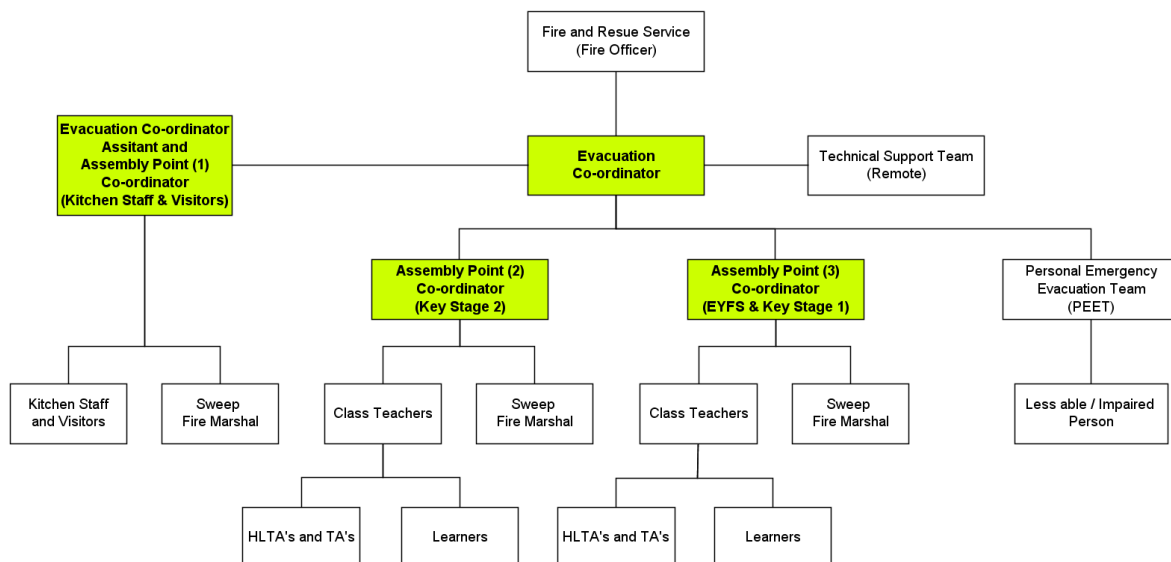 Fire and Resue Service
(Fire Officer)
Evacuation Co-ordinator
Assitant and
Assembly Point (1)
Co-ordinator
(Kitchen Staff & Visitors)
Evacuation
Co-ordinator
Technical Support Team
(Remote)
Assembly Point (2)
Co-ordinator
(Key Stage 2)
Assembly Point (3)
Co-ordinator
(EYFS & Key Stage 1)
Personal Emergency
Evacuation Team
(PEET)
Kitchen Staff
and Visitors
Sweep
Fire Marshal
Class Teachers
Sweep
Fire Marshal
Class Teachers
Sweep
Fire Marshal
Less able / Impaired
Person
HLTA's and TA's
Learners
HLTA's and TA's
Learners